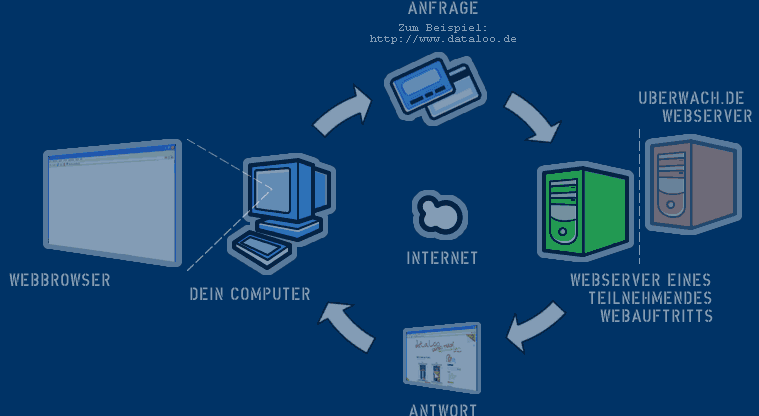 ANFRAGE
Zum Beispiel:
http://www.dataloo.de
UBERWACH.DE
WEBSERVER
WEBBROWSER
DEIN COMPUTER
INTERNET
WEBSERVER EINES
TEILNEHMENDES
WEBAUFTRITTS
ANTWORT